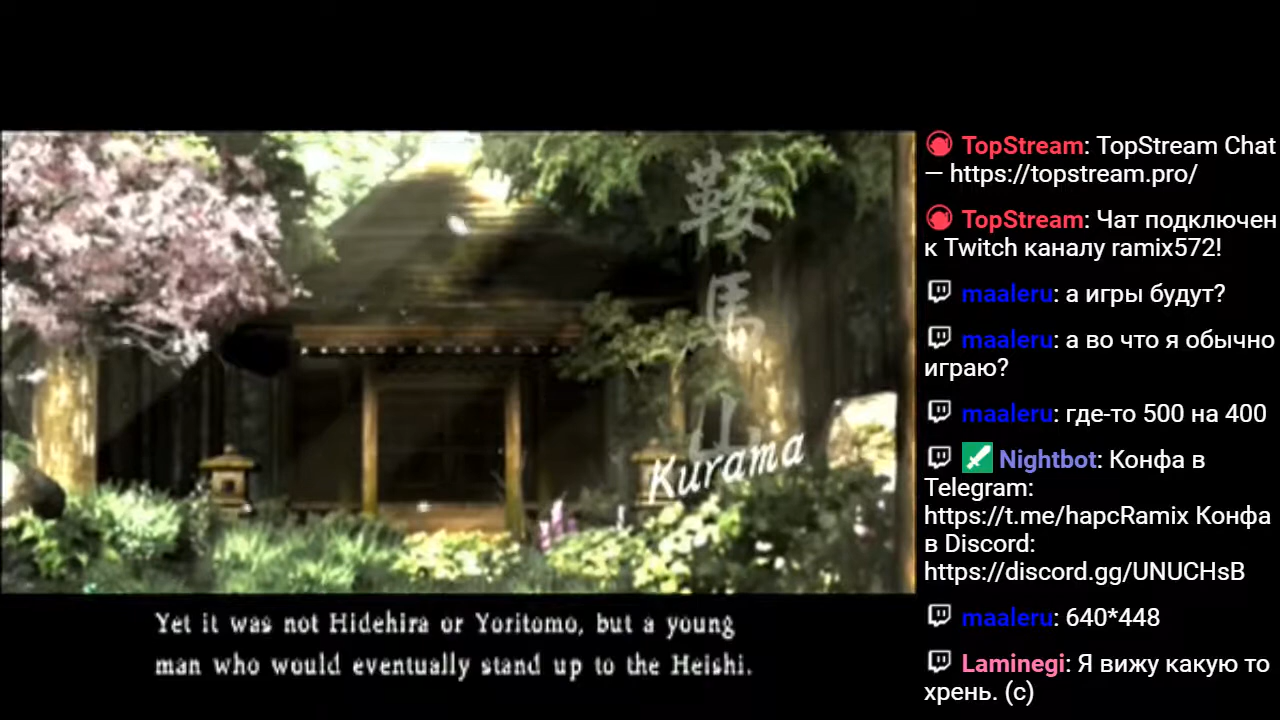 鞍
馬
山
Kurama
Yet it was not Hidehira or Yoritomo, but a young
man who would eventually stand up to the Heishi.
TopStream: TopStream Chat
— https://topstream.pro/
TopStream: Чат подключен
к Twitch каналу ramix572!
maaleru: а игры будут?
maaleru: а во что я обычно
играю?
maaleru: где-то 500 на 400
Nightbot: Конфа в
Telegram:
https://t.me/hapcRamix Конфа
в Discord:
https://discord.gg/UNUCHsB
maaleru: 640*448
Laminegi: Я вижу какую то
хрень. (с)